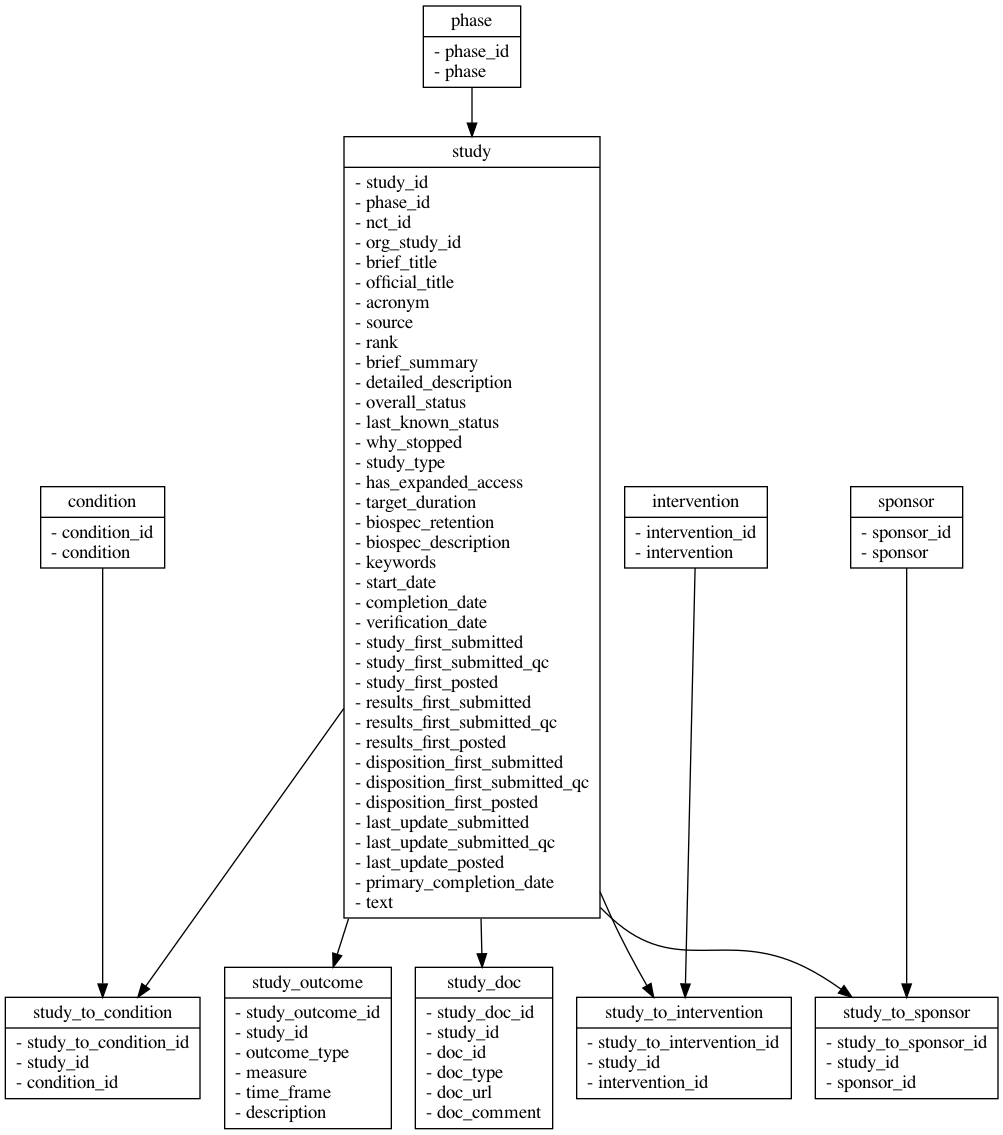 phase
- phase_id
- phase
study
- study_id
- phase_id
- nct_id
- org_study_id
- brief_title
- official_title
- acronym
- source
- rank
- brief_summary
- detailed_description
- overall_status
- last_known_status
- why_stopped
- study_type
- has_expanded_access
- target_duration
- biospec_retention
- biospec_description
- keywords
- start_date
- completion_date
- verification_date
- study_first_submitted
- study_first_submitted_qc
- study_first_posted
- results_first_submitted
- results_first_submitted_qc
- results_first_posted
- disposition_first_submitted
- disposition_first_submitted_qc
- disposition_first_posted
- last_update_submitted
- last_update_submitted_qc
- last_update_posted
- primary_completion_date
- text
condition
- condition_id
- condition
intervention
- intervention_id
- intervention
sponsor
- sponsor_id
- sponsor
study_to_condition
- study_to_condition_id
- study_id
- condition_id
study_outcome
- study_outcome_id
- study_id
- outcome_type
- measure
- time_frame
- description
study_doc
- study_doc_id
- study_id
- doc_id
- doc_type
- doc_url
- doc_comment
study_to_intervention
- study_to_intervention_id
- study_id
- intervention_id
study_to_sponsor
- study_to_sponsor_id
- study_id
- sponsor_id